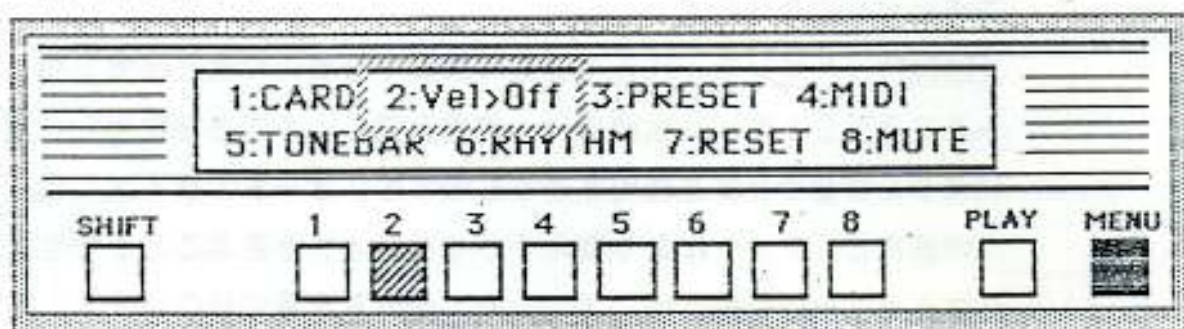 1:CARD 2:Vel>Off 3:PRESET 4:MIDI
5:TONEBAR 6:RHYTHM 7:RESET 8:MUTE
SHIFT 1 2 3 4 5 6 7 8 PLAY MENU